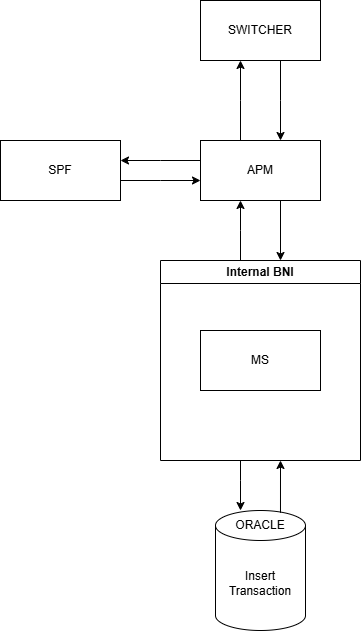 SWITCHER
SPF
APM
Internal BNI
MS
ORACLE
Insert
Transaction